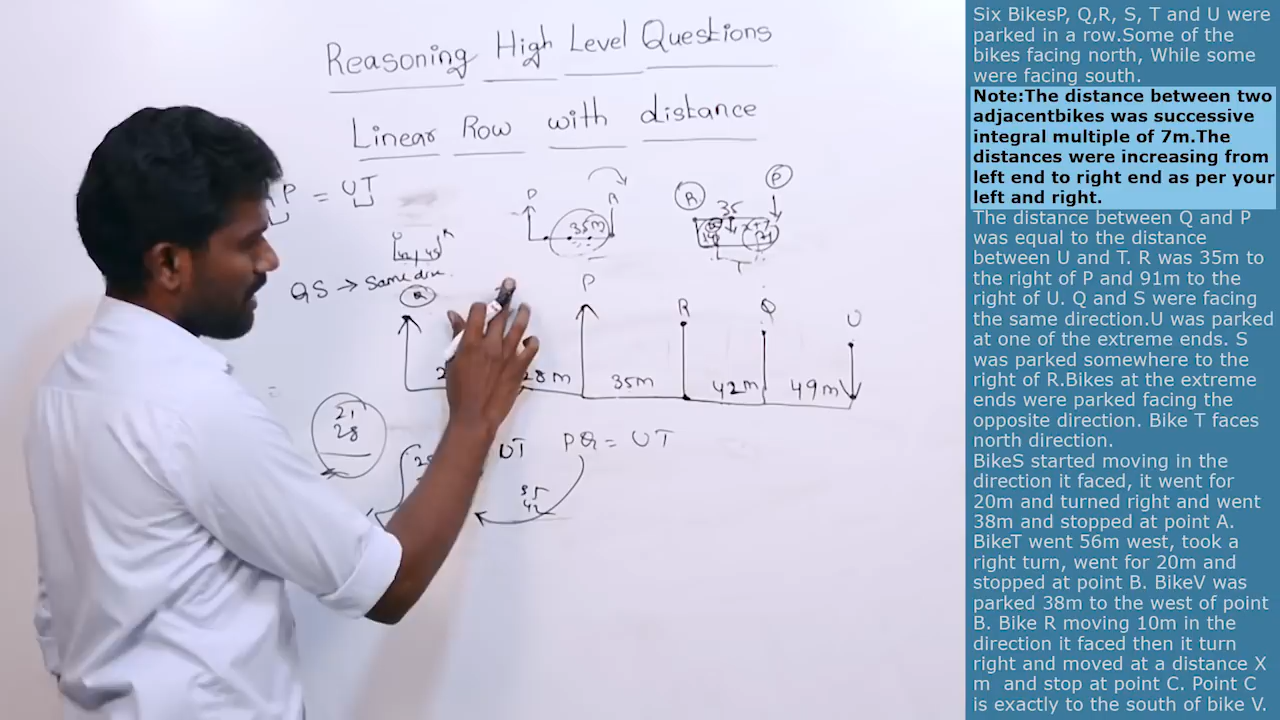 Reasoning High Level Questions
Linear Row with distance
P = UT
QS → Same dire.
P R
35m
R 35 P
P
R
Q
U
28m 35m 42m 49m
21
28
UT PQ = UT
35
42
Six BikesP, Q,R, S, T and U were
parked in a row.Some of the
bikes facing north, While some
were facing south.
Note:The distance between two
adjacentbikes was successive
integral multiple of 7m.The
distances were increasing from
left end to right end as per your
left and right.
The distance between Q and P
was equal to the distance
between U and T. R was 35m to
the right of P and 91m to the
right of U. Q and S were facing
the same direction.U was parked
at one of the extreme ends. S
was parked somewhere to the
right of R.Bikes at the extreme
ends were parked facing the
opposite direction. Bike T faces
north direction.
BikeS started moving in the
direction it faced, it went for
20m and turned right and went
38m and stopped at point A.
BikeT went 56m west, took a
right turn, went for 20m and
stopped at point B. BikeV was
parked 38m to the west of point
B. Bike R moving 10m in the
direction it faced then it turn
right and moved at a distance X
m and stop at point C. Point C
is exactly to the south of bike V.